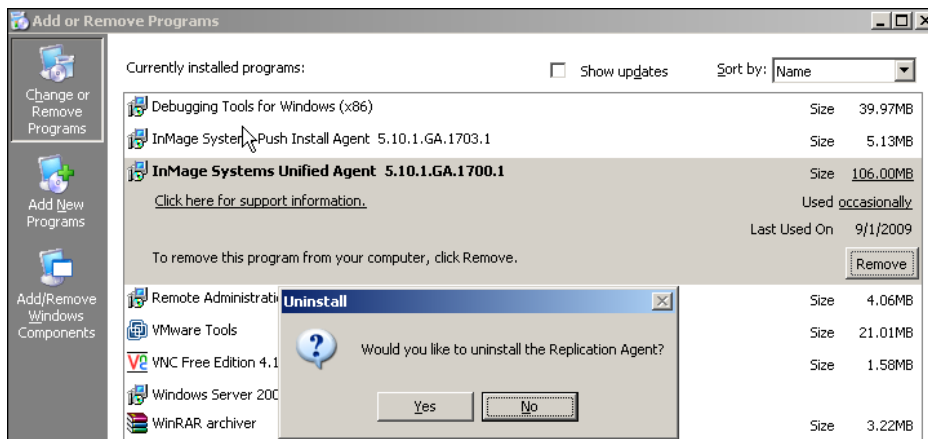 Add or Remove Programs
Change or
Remove
Programs
Add New
Programs
Add/Remove
Windows
Components
Currently installed programs:
Show updates
Sort by: Name
Debugging Tools for Windows (x86) Size 39.97MB
InMage System Push Install Agent 5.10.1.GA.1703.1 Size 5.13MB
InMage Systems Unified Agent 5.10.1.GA.1700.1 Size 106.00MB
Click here for support information. Used occasionally
Last Used On 9/1/2009
To remove this program from your computer, click Remove. Remove
Remote Administrati Size 4.06MB
VMware Tools Size 21.01MB
VNC Free Edition 4.1 Size 1.58MB
Windows Server 200
WinRAR archiver Size 3.22MB
Uninstall
Would you like to uninstall the Replication Agent?
Yes No